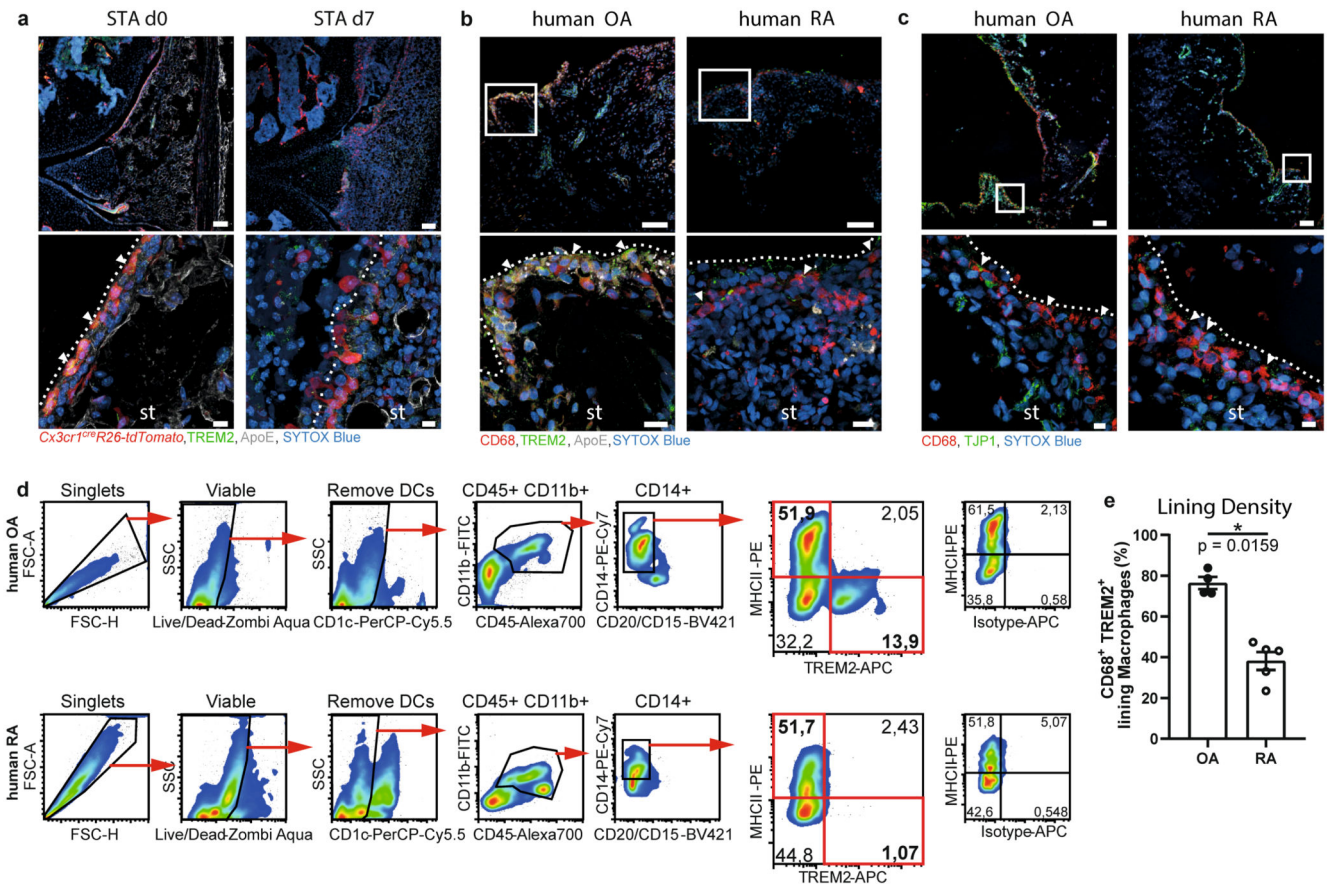 a
STA d0
STA d7
st
st
Cx3cr1creR26-tdTomato, TREM2, ApoE, SYTOX Blue
b
human OA
human RA
st
st
CD68, TREM2, ApoE, SYTOX Blue
c
human OA
human RA
st
st
CD68, TJP1, SYTOX Blue
d
human OA
Singlets
FSC-A
FSC-H
Viable
SSC
Live/Dead-Zombi Aqua
Remove DCs
SSC
CD1c-PerCP-Cy5.5
CD45+ CD11b+
CD11b-FITC
CD45-Alexa700
CD14+
CD14-PE-Cy7
CD20/CD15-BV421
51,9
2,05
MHCII-PE
32,2
13,9
TREM2-APC
61,5
2,13
MHCII-PE
35,8
0,58
Isotype-APC
human RA
Singlets
FSC-A
FSC-H
Viable
SSC
Live/Dead-Zombi Aqua
Remove DCs
SSC
CD1c-PerCP-Cy5.5
CD45+ CD11b+
CD11b-FITC
CD45-Alexa700
CD14+
CD14-PE-Cy7
CD20/CD15-BV421
51,7
2,43
MHCII-PE
44,8
1,07
TREM2-APC
51,8
5,07
MHCII-PE
42,6
0,548
Isotype-APC
e
Lining Density
*
p = 0.0159
CD68+ TREM2+
lining Macrophages (%)
100
80
60
40
20
0
OA
RA